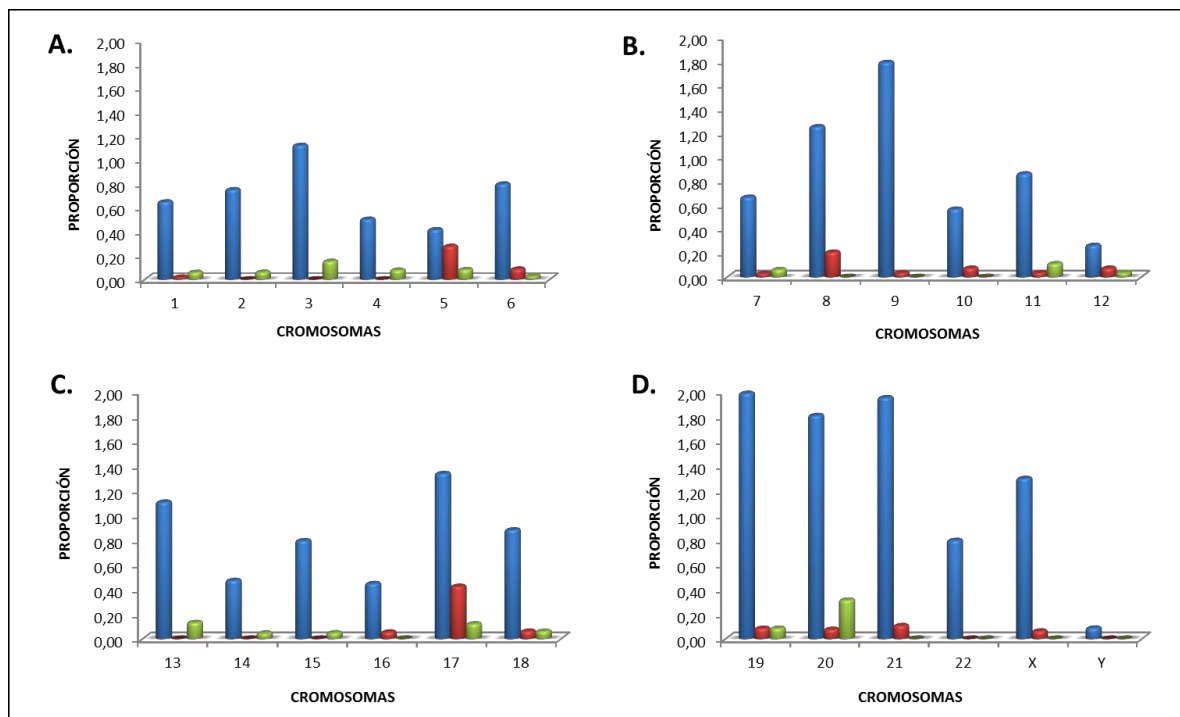 A.
2,00
1,80
1,60
1,40
1,20
1,00
0,80
0,60
0,40
0,20
0,00
PROPORCIÓN
1 2 3 4 5 6
CROMOSOMAS
B.
2,00
1,80
1,60
1,40
1,20
1,00
0,80
0,60
0,40
0,20
0,00
PROPORCIÓN
7 8 9 10 11 12
CROMOSOMAS
C.
2,00
1,80
1,60
1,40
1,20
1,00
0,80
0,60
0,40
0,20
0,00
PROPORCIÓN
13 14 15 16 17 18
CROMOSOMAS
D.
2,00
1,80
1,60
1,40
1,20
1,00
0,80
0,60
0,40
0,20
0,00
PROPORCIÓN
19 20 21 22 X Y
CROMOSOMAS